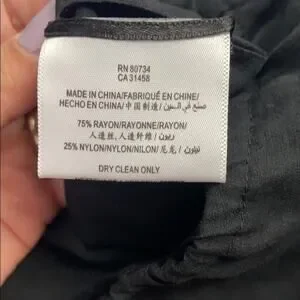 RN 80734
CA 31458
MADE IN CHINA/FABRIQUÉ EN CHINE/
HECHO EN CHINA/中国制造/صنع في الصين
75% RAYON/RAYONNE/RAYON/
人造丝,人造纤维/رايون/
25% NYLON/NYLON/NILON/尼龙/نيلون/
DRY CLEAN ONLY